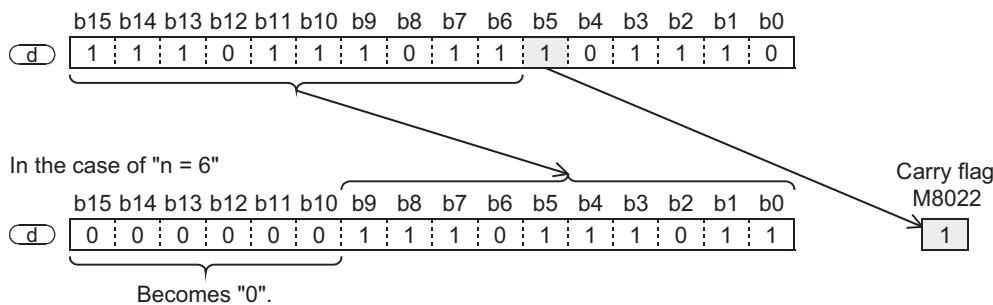 b15 b14 b13 b12 b11 b10 b9 b8 b7 b6 b5 b4 b3 b2 b1 b0
d 1 1 1 0 1 1 1 0 1 1 1 0 1 1 1 0
In the case of "n = 6"
Carry flag
M8022
b15 b14 b13 b12 b11 b10 b9 b8 b7 b6 b5 b4 b3 b2 b1 b0
d 0 0 0 0 0 0 1 1 1 0 1 1 1 0 1 1 1
Becomes "0".